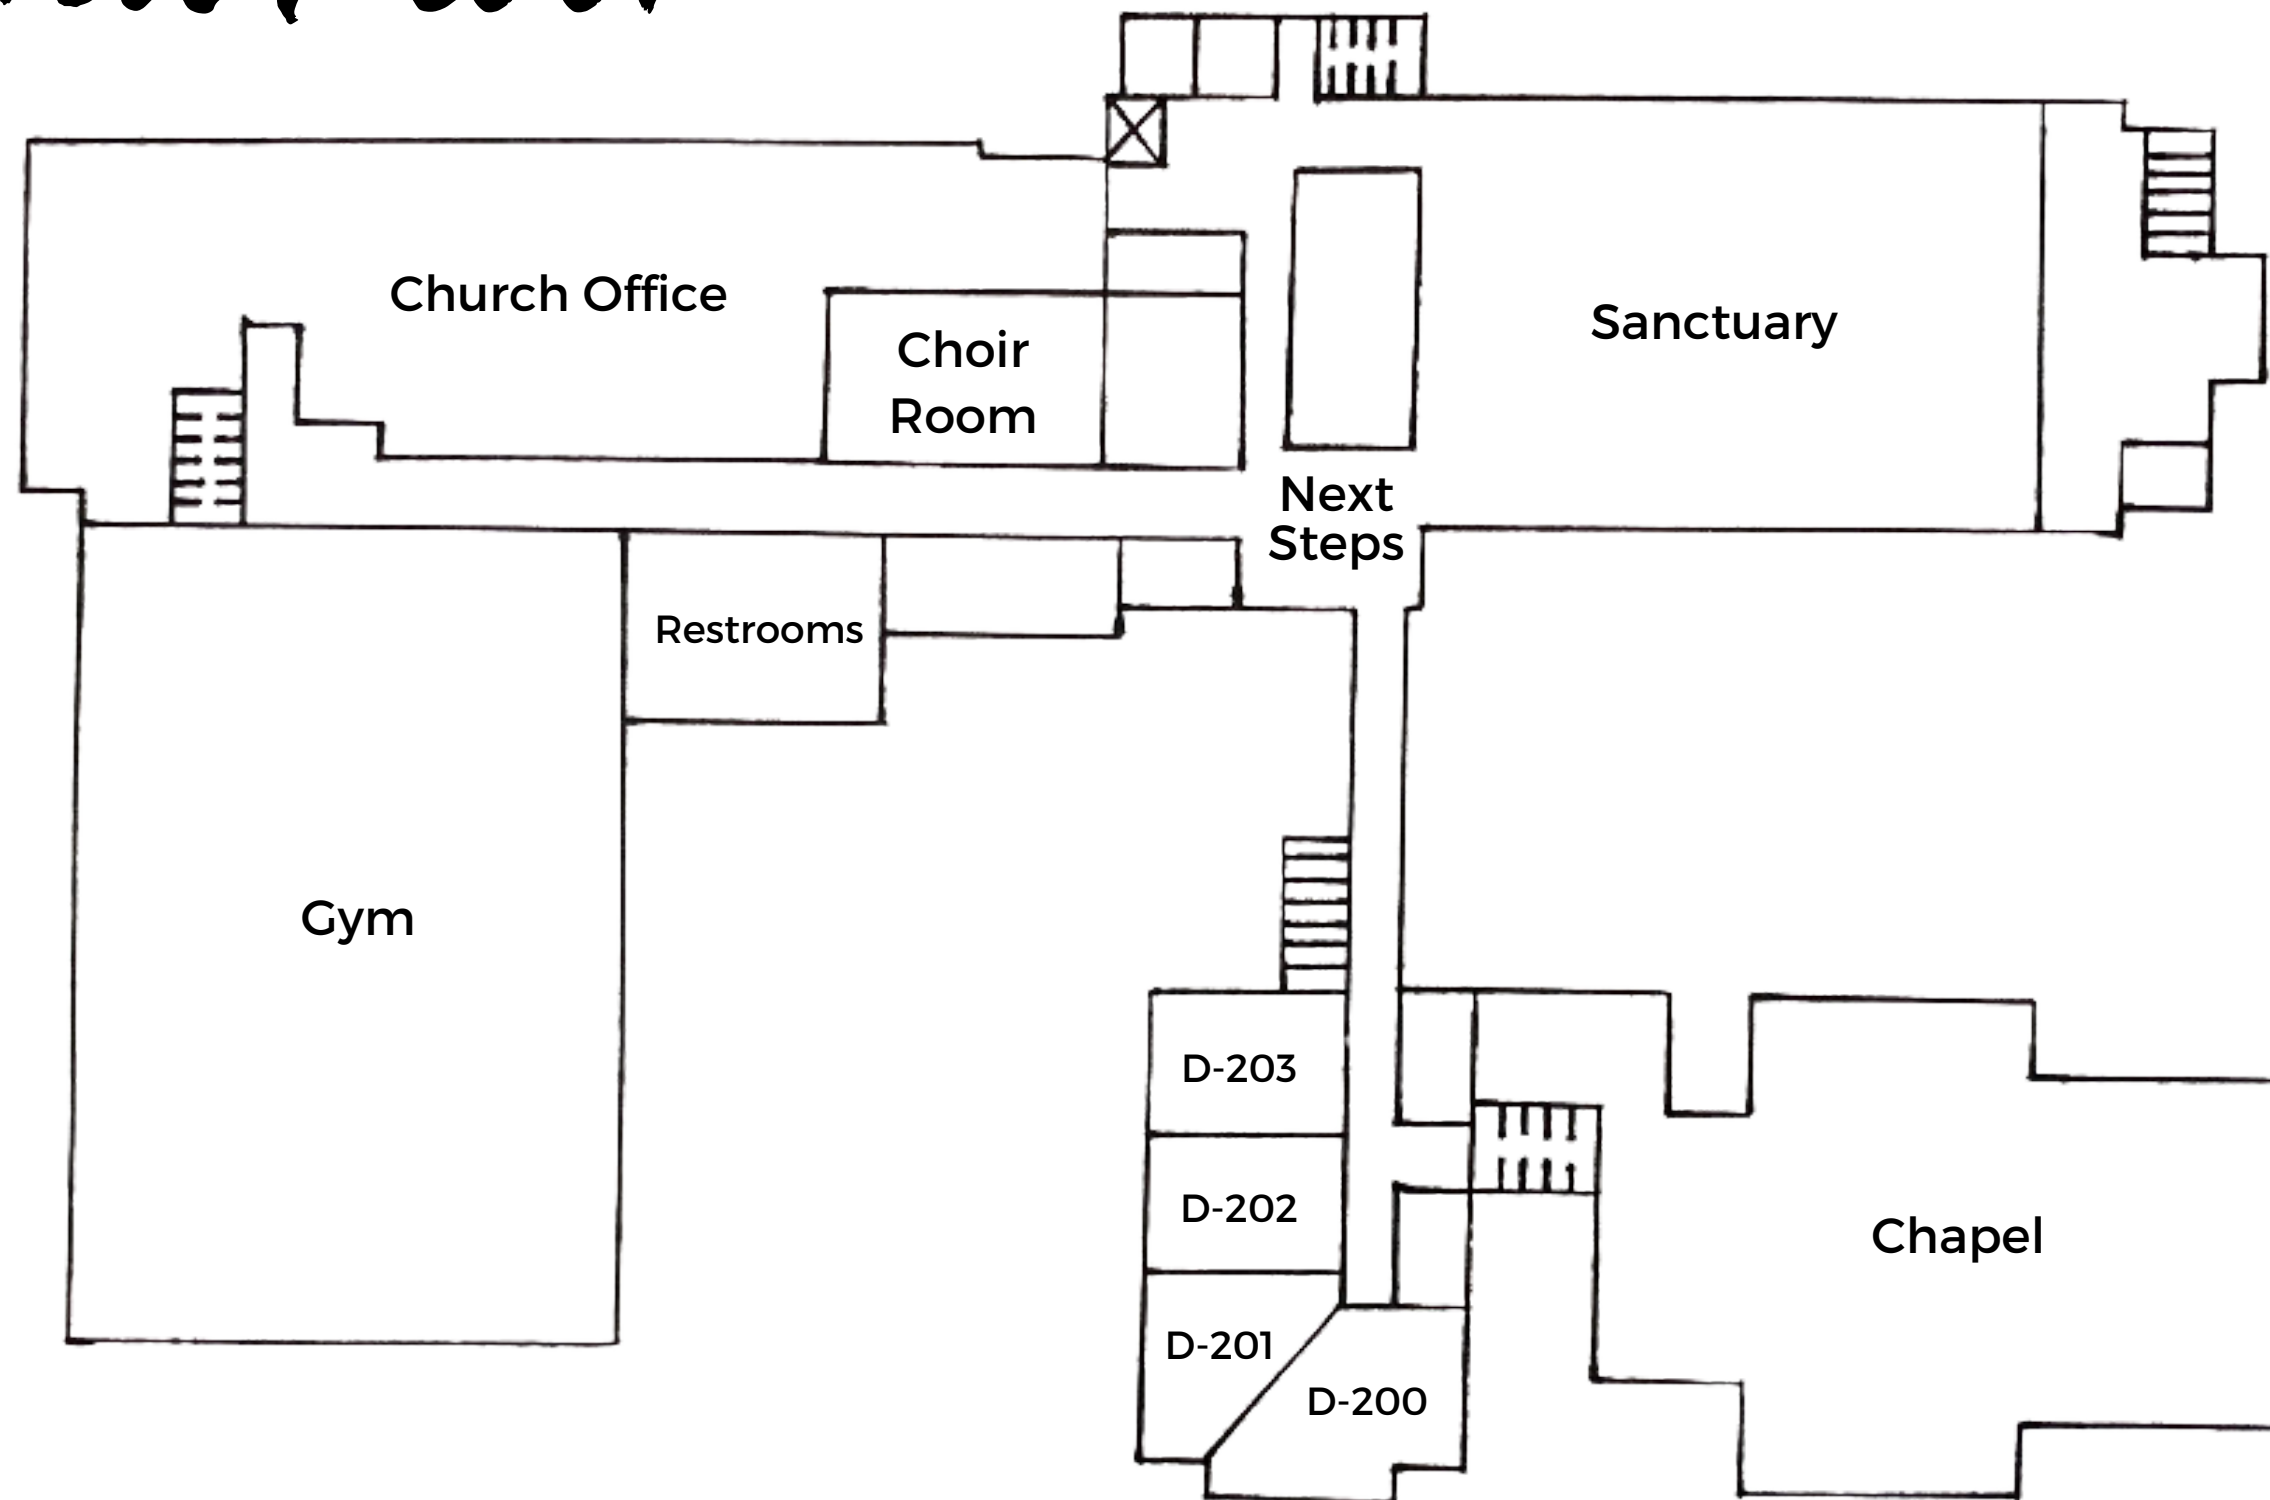 Church Office
Choir
Room
Sanctuary
Next
Steps
Restrooms
Gym
D-203
D-202
Chapel
D-201
D-200